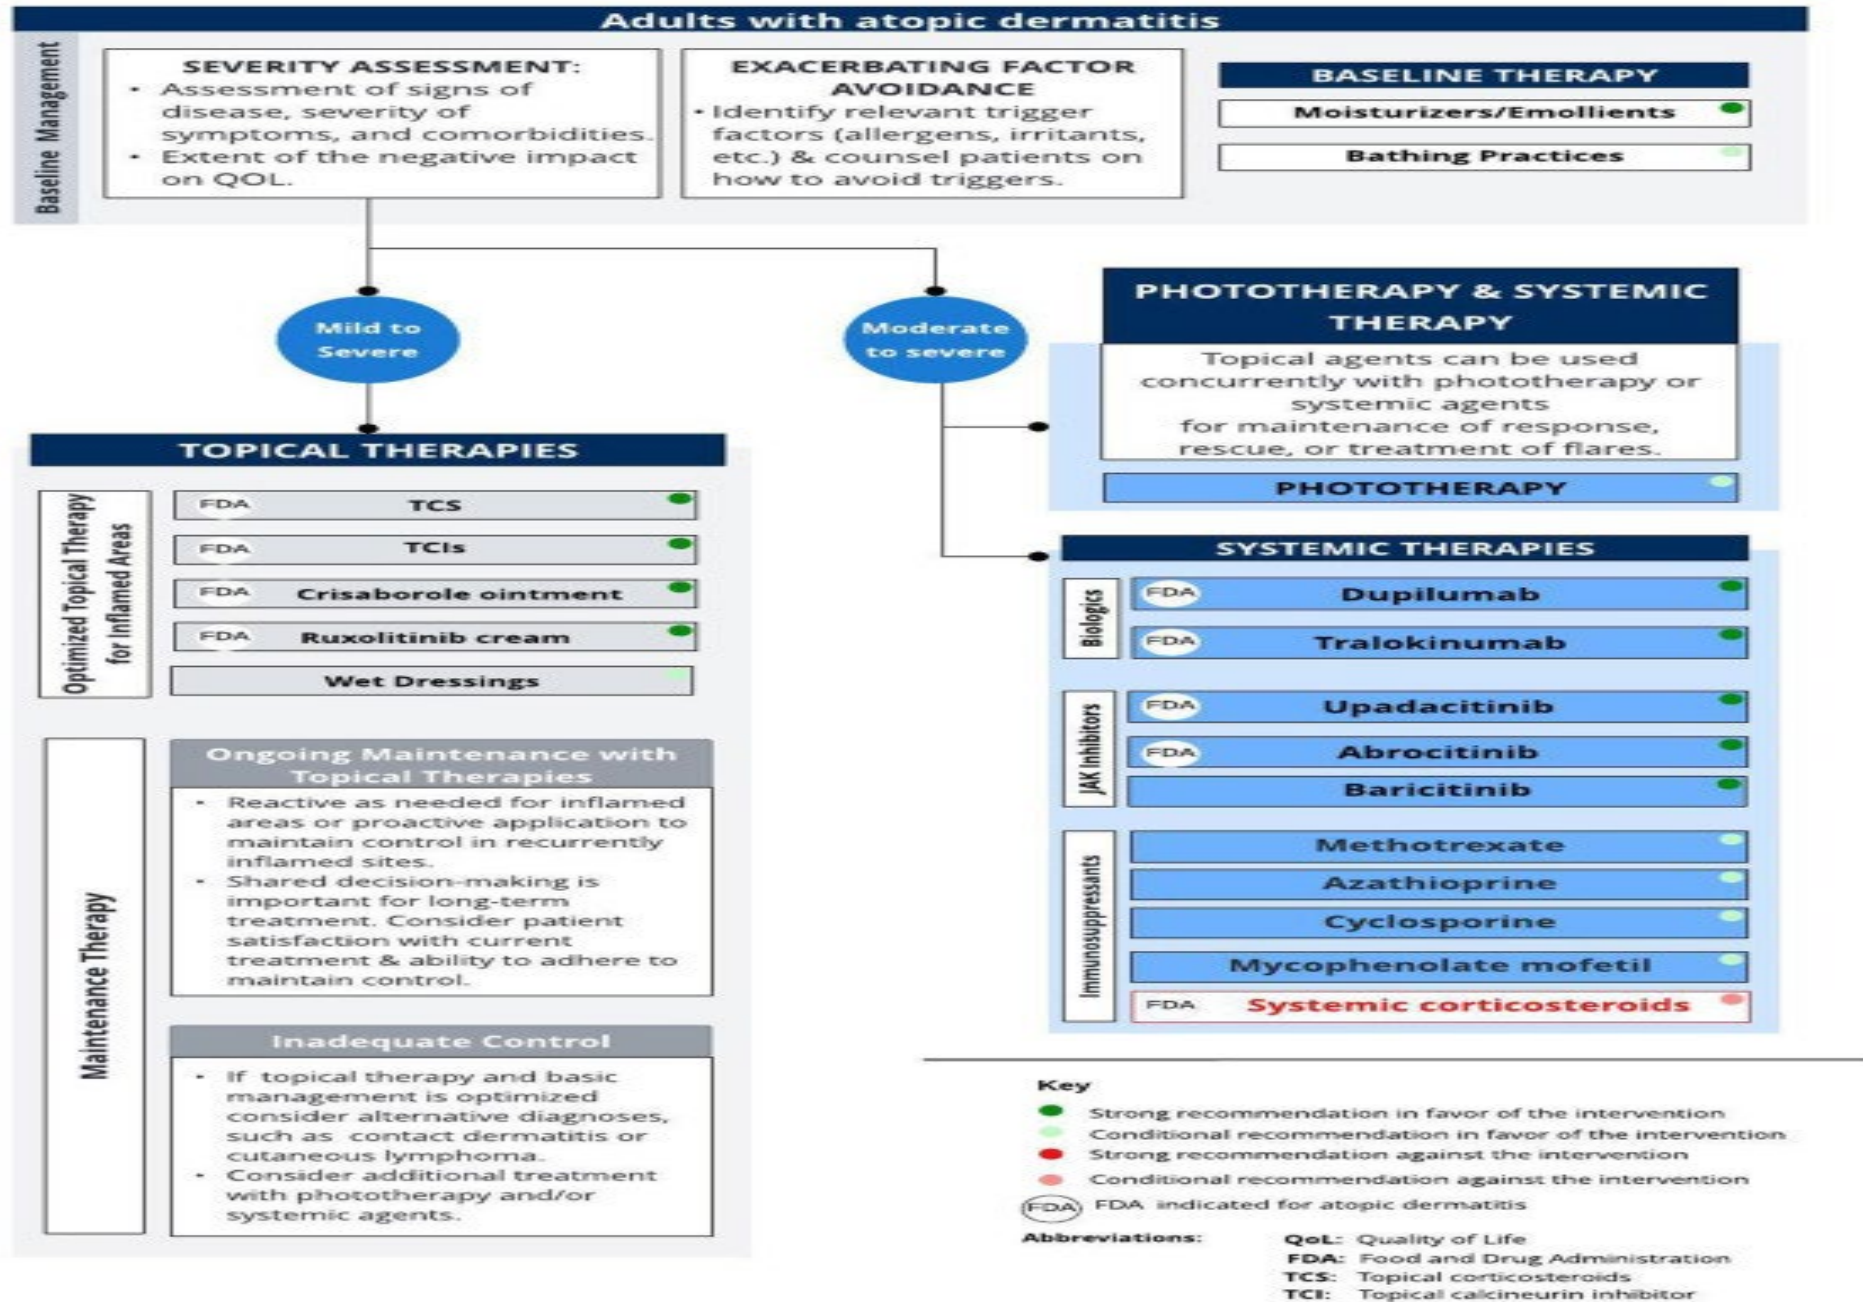 Adults with atopic dermatitis
Baseline Management
SEVERITY ASSESSMENT:
• Assessment of signs of
disease, severity of
symptoms, and comorbidities.
• Extent of the negative impact
on QOL.
EXACERBATING FACTOR
AVOIDANCE
• Identify relevant trigger
factors (allergens, irritants,
etc.) & counsel patients on
how to avoid triggers.
BASELINE THERAPY
Moisturizers/Emollients
Bathing Practices
Mild to
Severe
Moderate
to severe
TOPICAL THERAPIES
Optimized Topical Therapy
for Inflamed Areas
FDA TCS
FDA TCIs
FDA Crisaborole ointment
FDA Ruxolitinib cream
Wet Dressings
Maintenance Therapy
Ongoing Maintenance with
Topical Therapies
• Reactive as needed for inflamed
areas or proactive application to
maintain control in recurrently
inflamed sites.
• Shared decision-making is
important for long-term
treatment. Consider patient
satisfaction with current
treatment & ability to adhere to
maintain control.
Inadequate Control
• If topical therapy and basic
management is optimized
consider alternative diagnoses,
such as contact dermatitis or
cutaneous lymphoma.
• Consider additional treatment
with phototherapy and/or
systemic agents.
PHOTOTHERAPY & SYSTEMIC
THERAPY
Topical agents can be used
concurrently with phototherapy or
systemic agents
for maintenance of response,
rescue, or treatment of flares.
PHOTOTHERAPY
SYSTEMIC THERAPIES
Biologics
FDA Dupilumab
FDA Tralokinumab
JAK Inhibitors
FDA Upadacitinib
FDA Abrocitinib
Baricitinib
Immunosuppressants
Methotrexate
Azathioprine
Cyclosporine
Mycophenolate mofetil
FDA Systemic corticosteroids
Key
Strong recommendation in favor of the intervention
Conditional recommendation in favor of the intervention
Strong recommendation against the intervention
Conditional recommendation against the intervention
FDA FDA indicated for atopic dermatitis
Abbreviations:
QoL: Quality of Life
FDA: Food and Drug Administration
TCS: Topical corticosteroids
TCI: Topical calcineurin inhibitor